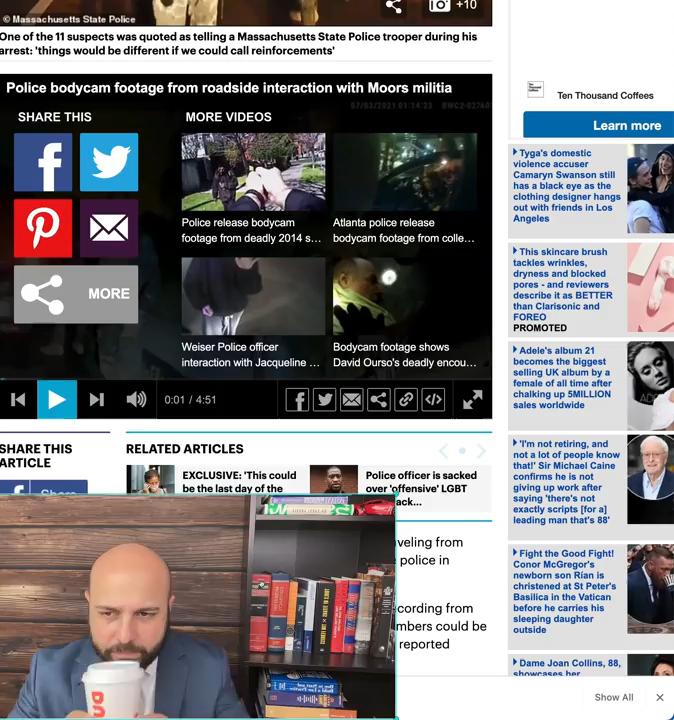 © Massachusetts State Police
+10
One of the 11 suspects was quoted as telling a Massachusetts State Police trooper during his
arrest: 'things would be different if we could call reinforcements'
Police bodycam footage from roadside interaction with Moors militia
SHARE THIS
MORE
MORE VIDEOS
Police release bodycam
footage from deadly 2014 s...
Atlanta police release
bodycam footage from colle...
Weiser Police officer
interaction with Jacqueline ...
Bodycam footage shows
David Ourso's deadly encou...
0:01 / 4:51
SHARE THIS
ARTICLE
Share
RELATED ARTICLES
EXCLUSIVE: 'This could
be the last day of the
Police officer is sacked
over 'offensive' LGBT
police in
cording from
could be
reported
Ten Thousand Coffees
Learn more
Tyga's domestic
violence accuser
Camaryn Swanson still
has a black eye as the
clothing designer hangs
out with friends in Los
Angeles
This skincare brush
tackles wrinkles,
dryness and blocked
pores - and reviewers
describe it as BETTER
than Clarisonic and
FOREO
PROMOTED
Adele's album 21
becomes the biggest
selling UK album by a
female of all time after
chalking up 5MILLION
sales worldwide
'I'm not retiring, and
not a lot of people know
that!' Sir Michael Caine
confirms he is not
giving up work after
saying 'there's not
exactly scripts [for a]
leading man that's 88'
Fight the Good Fight!
Conor McGregor's
newborn son Rían is
christened at St Peter's
Basilica in the Vatican
before he carries his
sleeping daughter
outside
Dame Joan Collins, 88,
showcases her
Show All